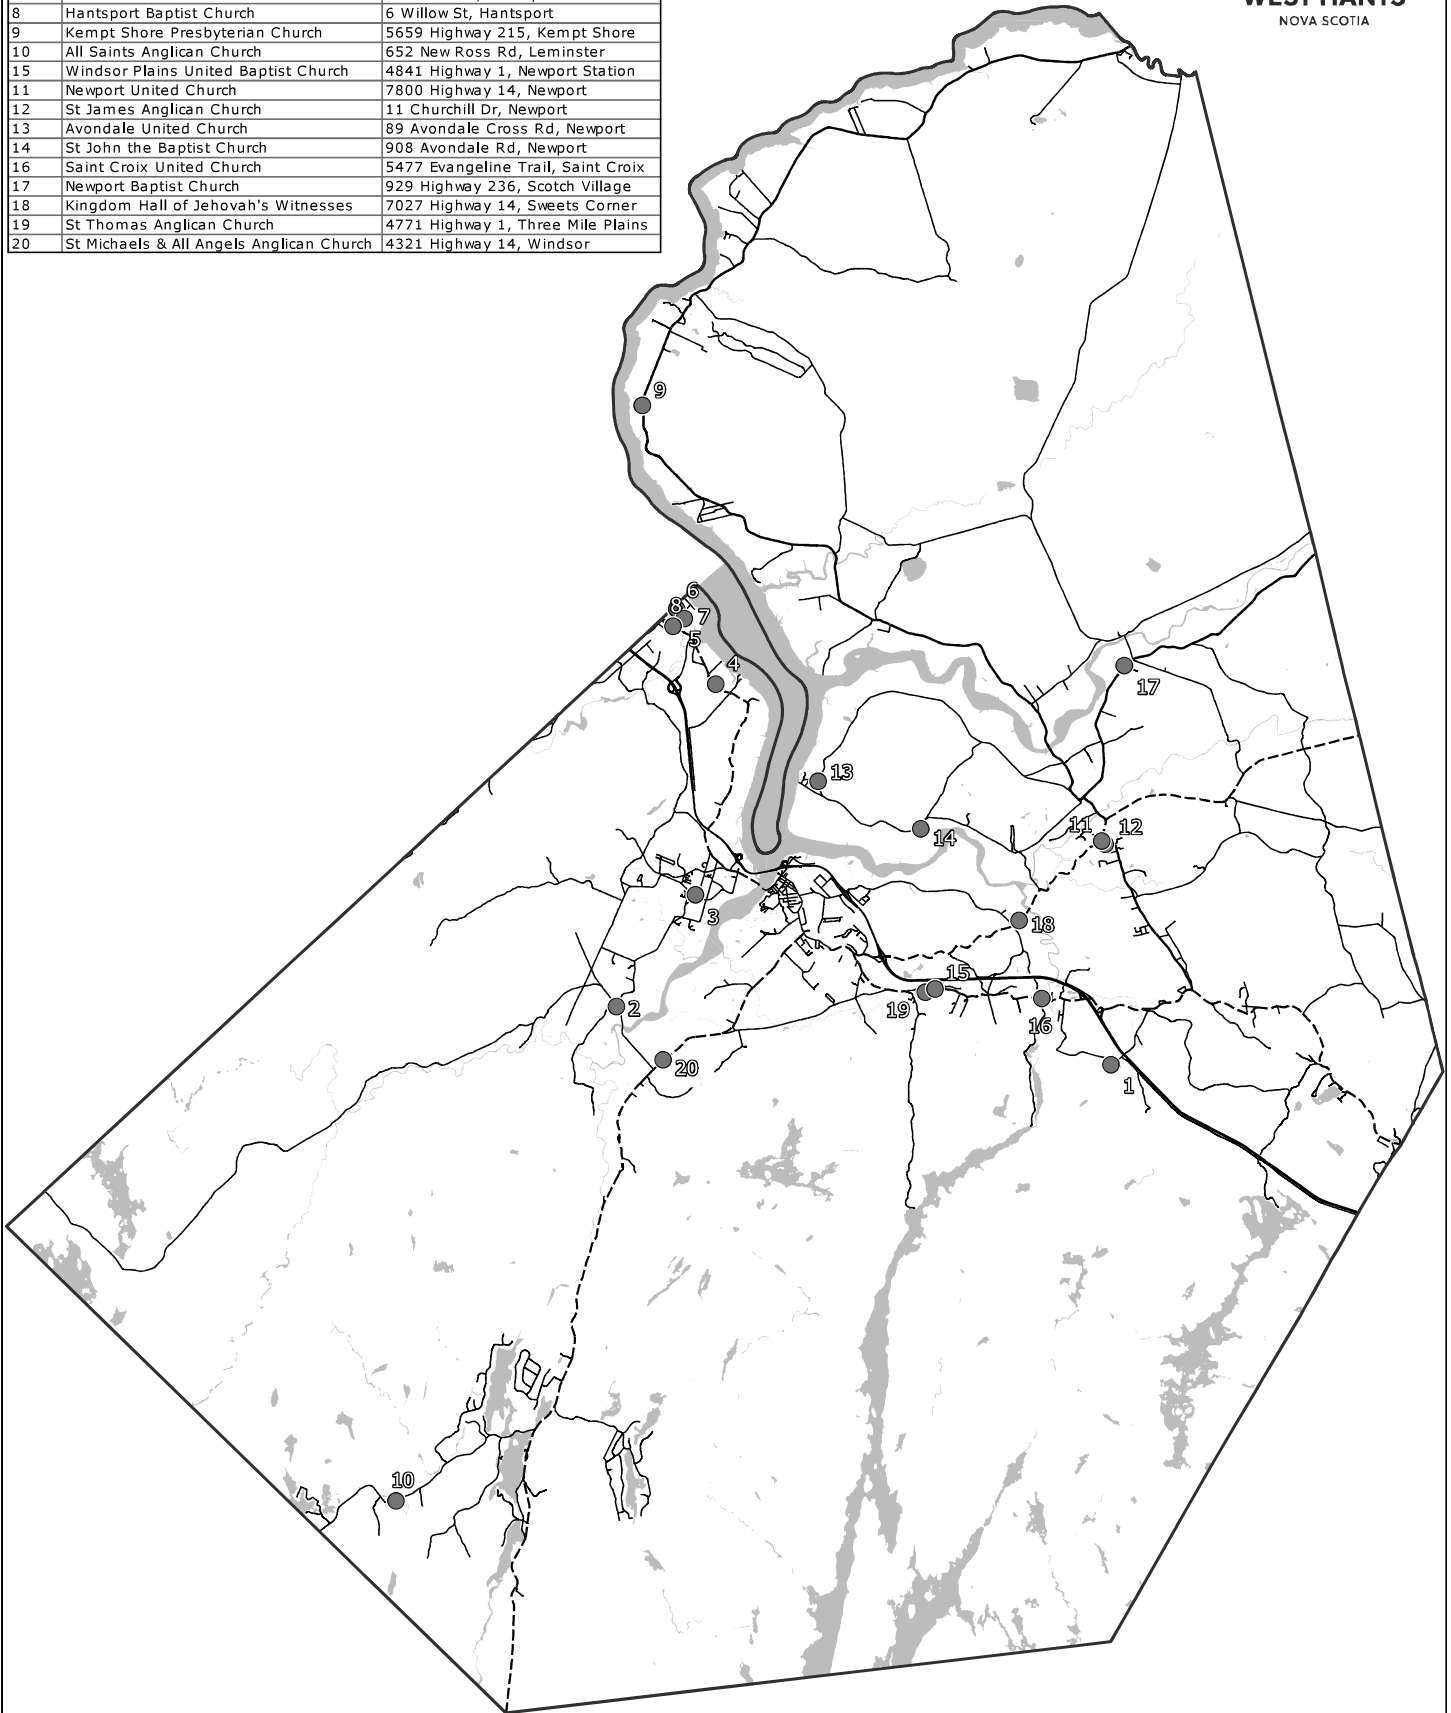 WEST HANTS
NOVA SCOTIA
8 Hantsport Baptist Church 6 Willow St, Hantsport
9 Kempt Shore Presbyterian Church 5659 Highway 215, Kempt Shore
10 All Saints Anglican Church 652 New Ross Rd, Leminster
15 Windsor Plains United Baptist Church 4841 Highway 1, Newport Station
11 Newport United Church 7800 Highway 14, Newport
12 St James Anglican Church 11 Churchill Dr, Newport
13 Avondale United Church 89 Avondale Cross Rd, Newport
14 St John the Baptist Church 908 Avondale Rd, Newport
16 Saint Croix United Church 5477 Evangeline Trail, Saint Croix
17 Newport Baptist Church 929 Highway 236, Scotch Village
18 Kingdom Hall of Jehovah's Witnesses 7027 Highway 14, Sweets Corner
19 St Thomas Anglican Church 4771 Highway 1, Three Mile Plains
20 St Michaels & All Angels Anglican Church 4321 Highway 14, Windsor
9
6
8
7
5
4
17
13
14
11 12
3
18
15
2
19
16
20
1
10